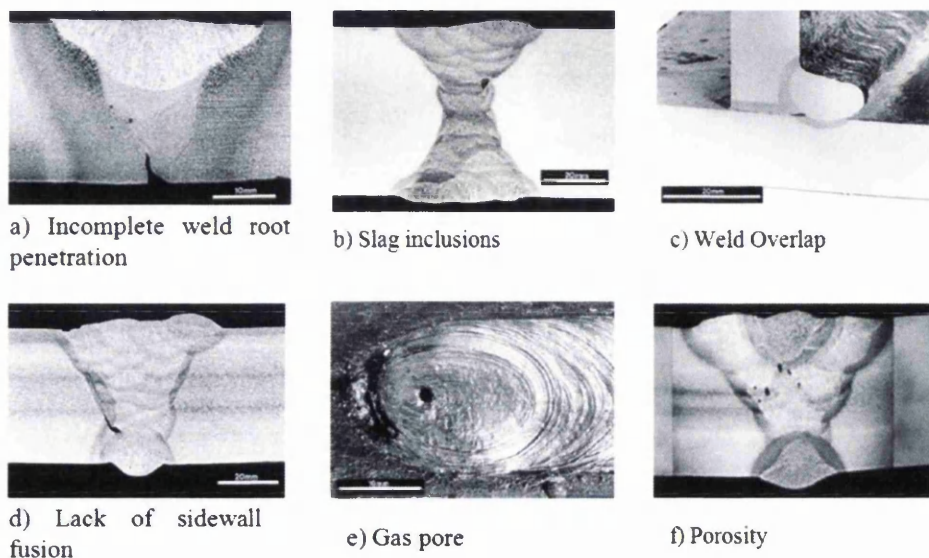 10mm
20mm
20mm
a) Incomplete weld root
penetration
b) Slag inclusions
c) Weld Overlap
20mm
10mm
d) Lack of sidewall
fusion
e) Gas pore
f) Porosity